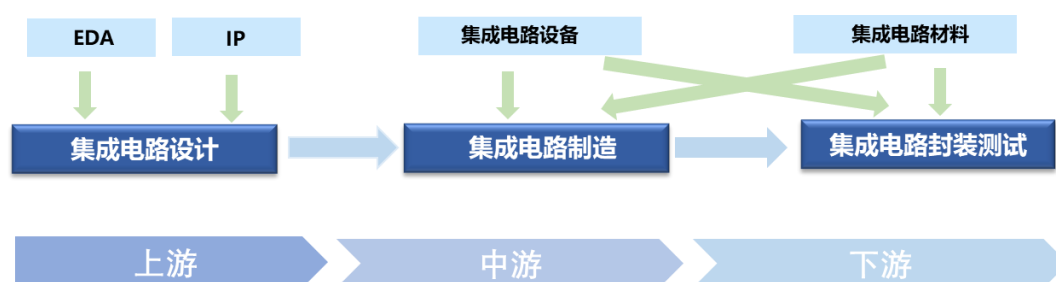 EDA
IP
集成电路设备
集成电路材料
集成电路设计
集成电路制造
集成电路封装测试
上游
中游
下游